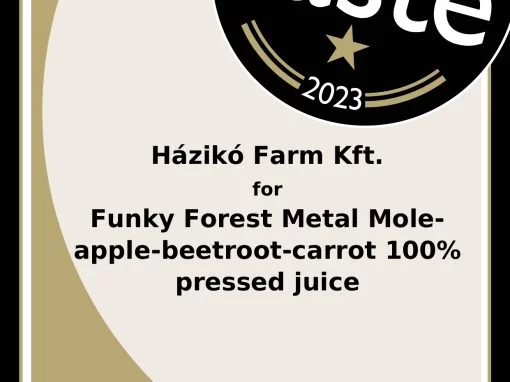 2023
Házikó Farm Kft.
for
Funky Forest Metal Mole-
apple-beetroot-carrot 100%
pressed juice